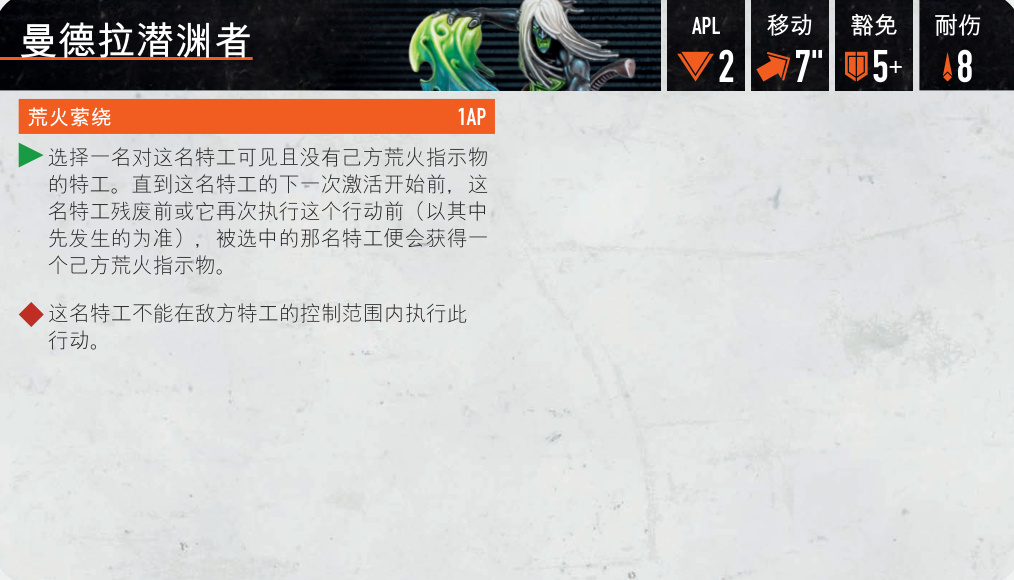 曼德拉潜渊者
APL
2
移动
7"
豁免
5+
耐伤
8
荒火萦绕 1AP
选择一名对这名特工可见且没有己方荒火指示物
的特工。直到这名特工的下一次激活开始前，这
名特工残废前或它再次执行这个行动前（以其中
先发生的为准），被选中的那名特工便会获得一
个己方荒火指示物。
这名特工不能在敌方特工的控制范围内执行此
行动。